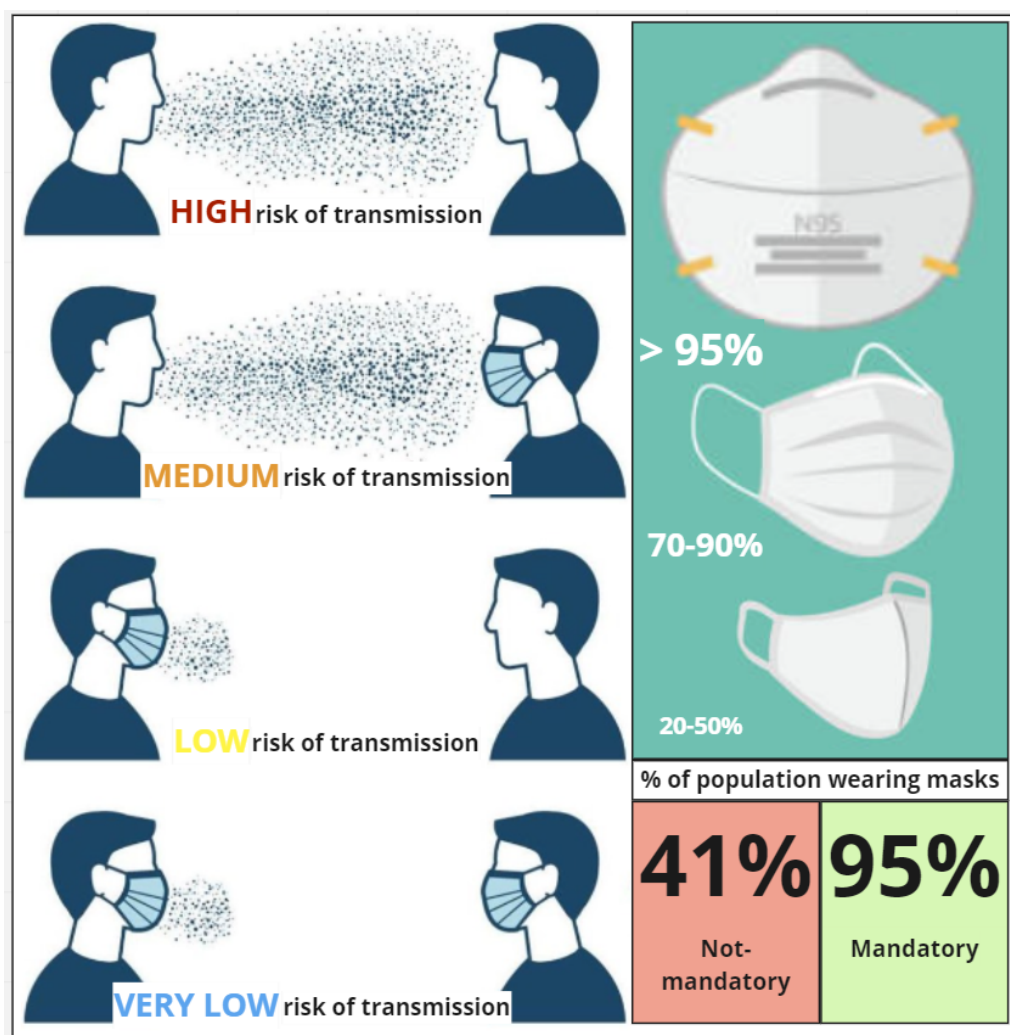 HIGH risk of transmission
MEDIUM risk of transmission
LOW risk of transmission
VERY LOW risk of transmission
N95
> 95%
70-90%
20-50%
% of population wearing masks
41%
Not-
mandatory
95%
Mandatory